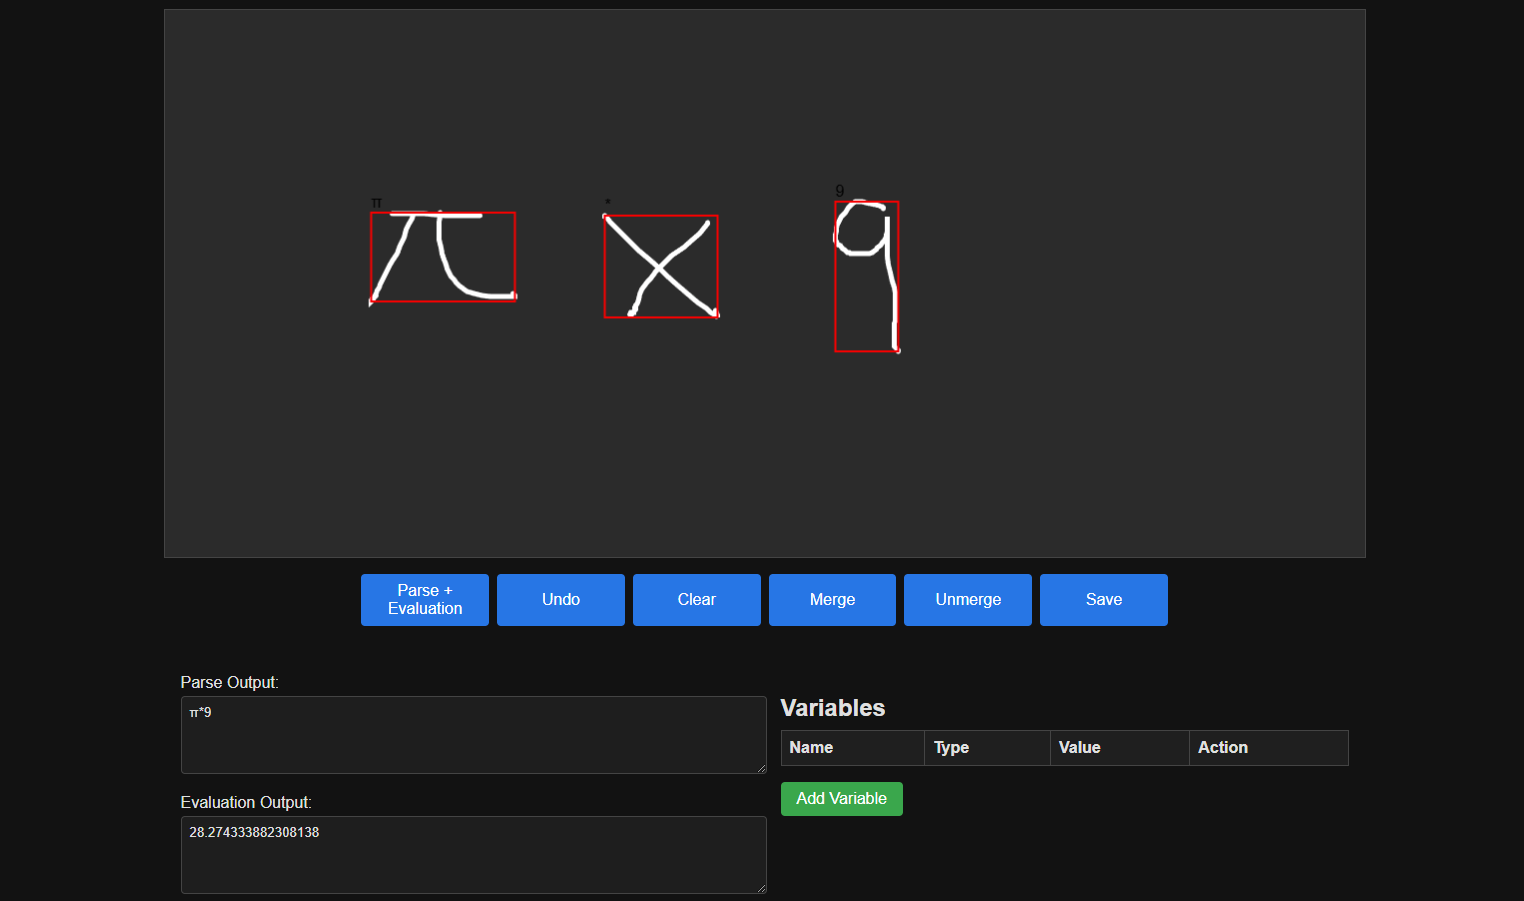 π * 9
π × 9
Parse + Evaluation Undo Clear Merge Unmerge Save
Parse Output:
π*9
Evaluation Output:
28.274333882308138
Variables
Name Type Value Action
Add Variable